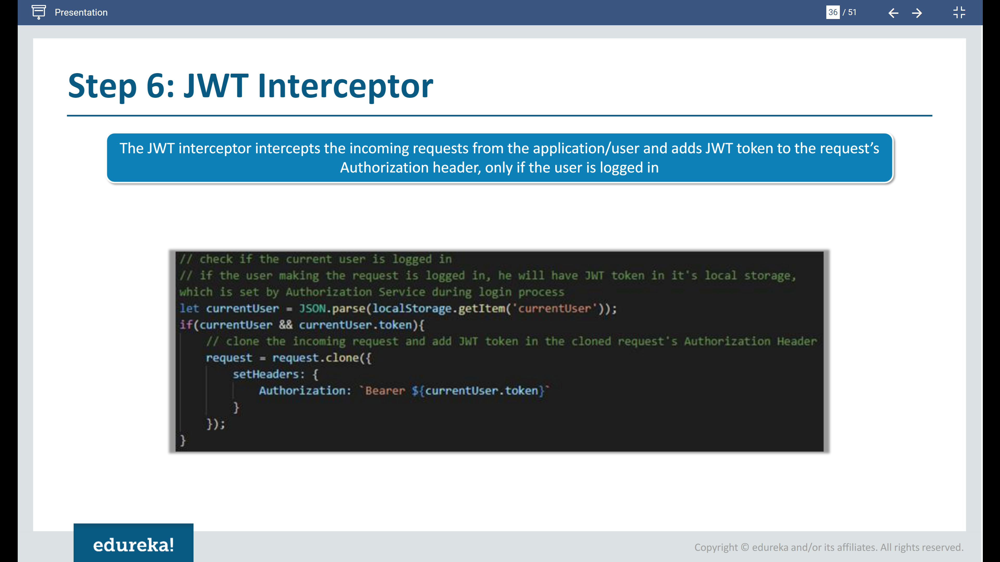 Presentation
36 / 51
Step 6: JWT Interceptor
The JWT interceptor intercepts the incoming requests from the application/user and adds JWT token to the request’s
Authorization header, only if the user is logged in
// check if the current user is logged in
// if the user making the request is logged in, he will have JWT token in it's local storage,
which is set by Authorization Service during login process
let currentUser = JSON.parse(localStorage.getItem('currentUser'));
if(currentUser && currentUser.token){
// clone the incoming request and add JWT token in the cloned request's Authorization Header
request = request.clone({
setHeaders: {
Authorization: `Bearer ${currentUser.token}`
}
});
}
edureka!
Copyright © edureka and/or its affiliates. All rights reserved.